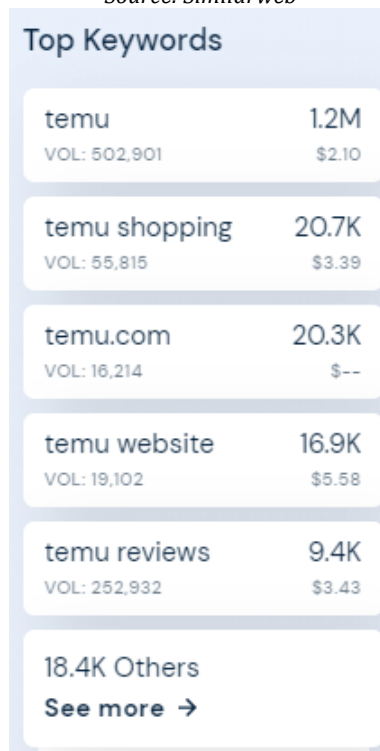 Source: Similarweb
Top Keywords
temu 1.2M
VOL: 502,901 $2.10
temu shopping 20.7K
VOL: 55,815 $3.39
temu.com 20.3K
VOL: 16,214 $--
temu website 16.9K
VOL: 19,102 $5.58
temu reviews 9.4K
VOL: 252,932 $3.43
18.4K Others
See more →